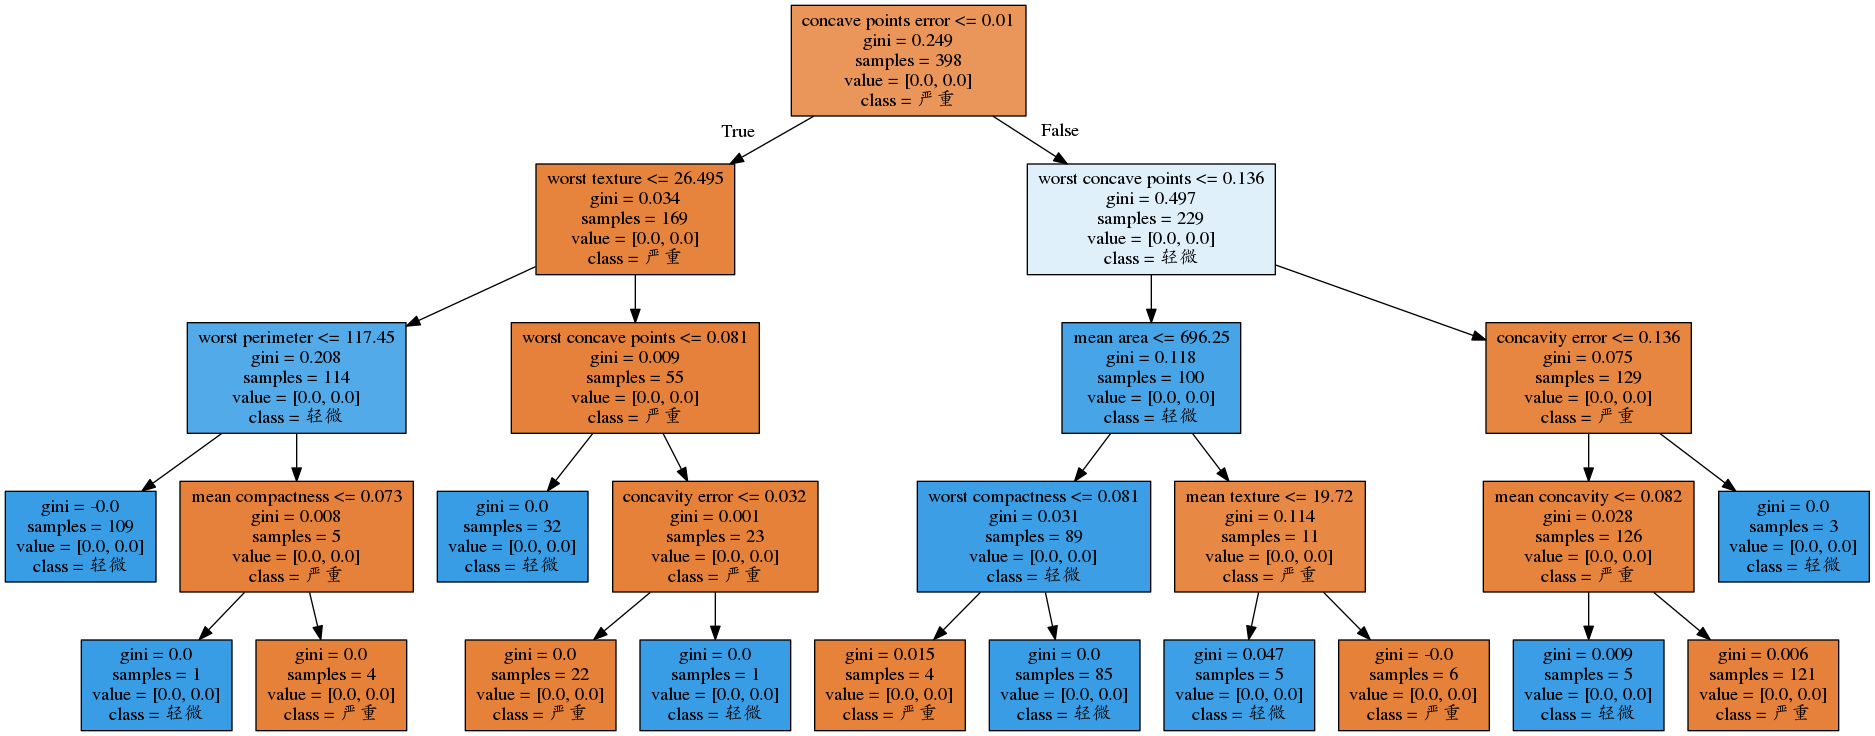 concave points error <= 0.01
gini = 0.249
samples = 398
value = [0.0, 0.0]
class = 严重
True
False
worst texture <= 26.495
gini = 0.034
samples = 169
value = [0.0, 0.0]
class = 严重
worst concave points <= 0.136
gini = 0.497
samples = 229
value = [0.0, 0.0]
class = 轻微
worst perimeter <= 117.45
gini = 0.208
samples = 114
value = [0.0, 0.0]
class = 轻微
worst concave points <= 0.081
gini = 0.009
samples = 55
value = [0.0, 0.0]
class = 严重
mean area <= 696.25
gini = 0.118
samples = 100
value = [0.0, 0.0]
class = 轻微
concavity error <= 0.136
gini = 0.075
samples = 129
value = [0.0, 0.0]
class = 严重
gini = -0.0
samples = 109
value = [0.0, 0.0]
class = 轻微
mean compactness <= 0.073
gini = 0.008
samples = 5
value = [0.0, 0.0]
class = 严重
gini = 0.0
samples = 32
value = [0.0, 0.0]
class = 轻微
concavity error <= 0.032
gini = 0.001
samples = 23
value = [0.0, 0.0]
class = 严重
worst compactness <= 0.081
gini = 0.031
samples = 89
value = [0.0, 0.0]
class = 轻微
mean texture <= 19.72
gini = 0.114
samples = 11
value = [0.0, 0.0]
class = 严重
mean concavity <= 0.082
gini = 0.028
samples = 126
value = [0.0, 0.0]
class = 严重
gini = 0.0
samples = 3
value = [0.0, 0.0]
class = 轻微
gini = 0.0
samples = 1
value = [0.0, 0.0]
class = 轻微
gini = 0.0
samples = 4
value = [0.0, 0.0]
class = 严重
gini = 0.0
samples = 22
value = [0.0, 0.0]
class = 严重
gini = 0.0
samples = 1
value = [0.0, 0.0]
class = 轻微
gini = 0.015
samples = 4
value = [0.0, 0.0]
class = 严重
gini = 0.0
samples = 85
value = [0.0, 0.0]
class = 轻微
gini = 0.047
samples = 5
value = [0.0, 0.0]
class = 轻微
gini = -0.0
samples = 6
value = [0.0, 0.0]
class = 严重
gini = 0.009
samples = 5
value = [0.0, 0.0]
class = 轻微
gini = 0.006
samples = 121
value = [0.0, 0.0]
class = 严重